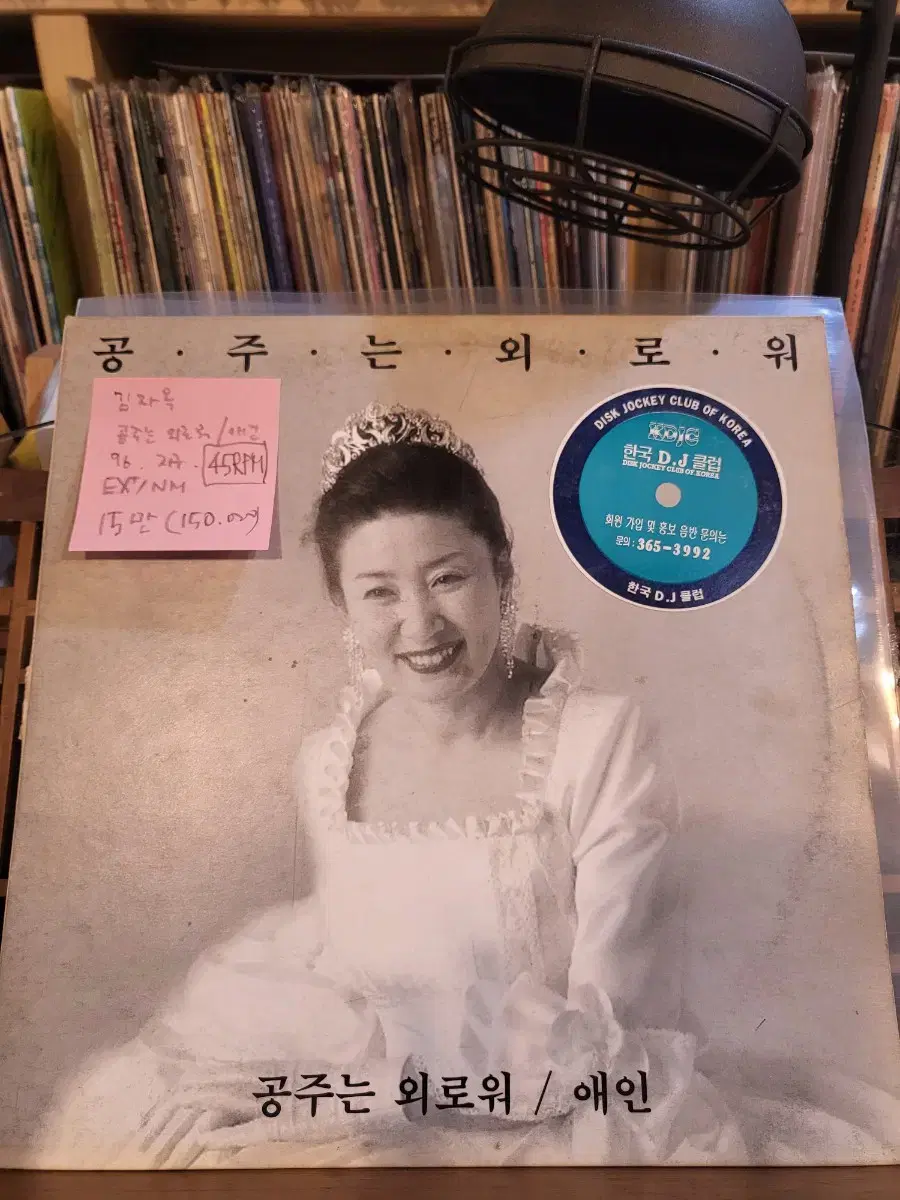 공·주·는·외·로·워
김자옥
공주는 외로워/애인
96. 2A. 45RPM
/NM
15만 (150.000)
DISK JOCKEY CLUB OF KOREA
KDJC
한국 D.J 클럽
DISK JOCKEY CLUB OF KOREA
회원 가입 및 홍보 음반 문의는
문의 : 365-3992
한국 D.J 클럽
공주는 외로워 / 애인